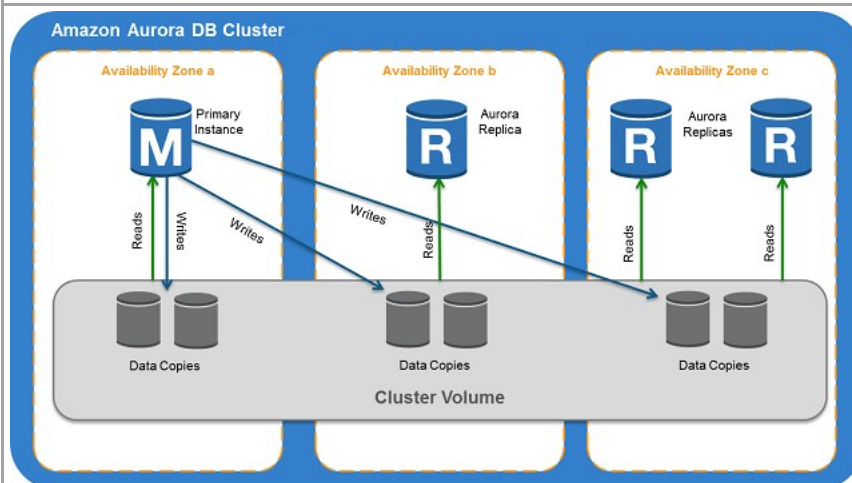 Amazon Aurora DB Cluster
Availability Zone a
Availability Zone b
Availability Zone c
Primary
Instance
M
Aurora
Replica
R
R
Aurora
Replicas
R
Reads
Writes
Writes
Writes
Reads
Reads
Reads
Data Copies
Data Copies
Data Copies
Cluster Volume